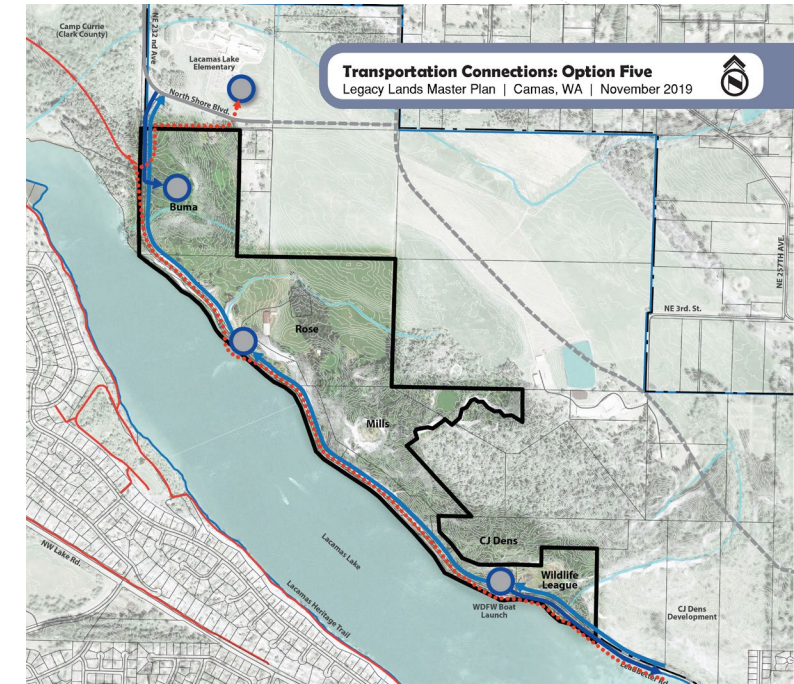 Camp Currie
(Clark County)
NE 232nd Ave
Lacamas Lake
Elementary
North Shore Blvd.
Transportation Connections: Option Five
Legacy Lands Master Plan | Camas, WA | November 2019
N
Buma
NE 257TH AVE.
NE 3rd. St.
Rose
Mills
CJ Dens
Wildlife
League
WDFW Boat
Launch
CJ Dens
Development
Lacamas Lake
NW Lake Rd.
Lacamas Heritage Trail
Leadbetter Rd.